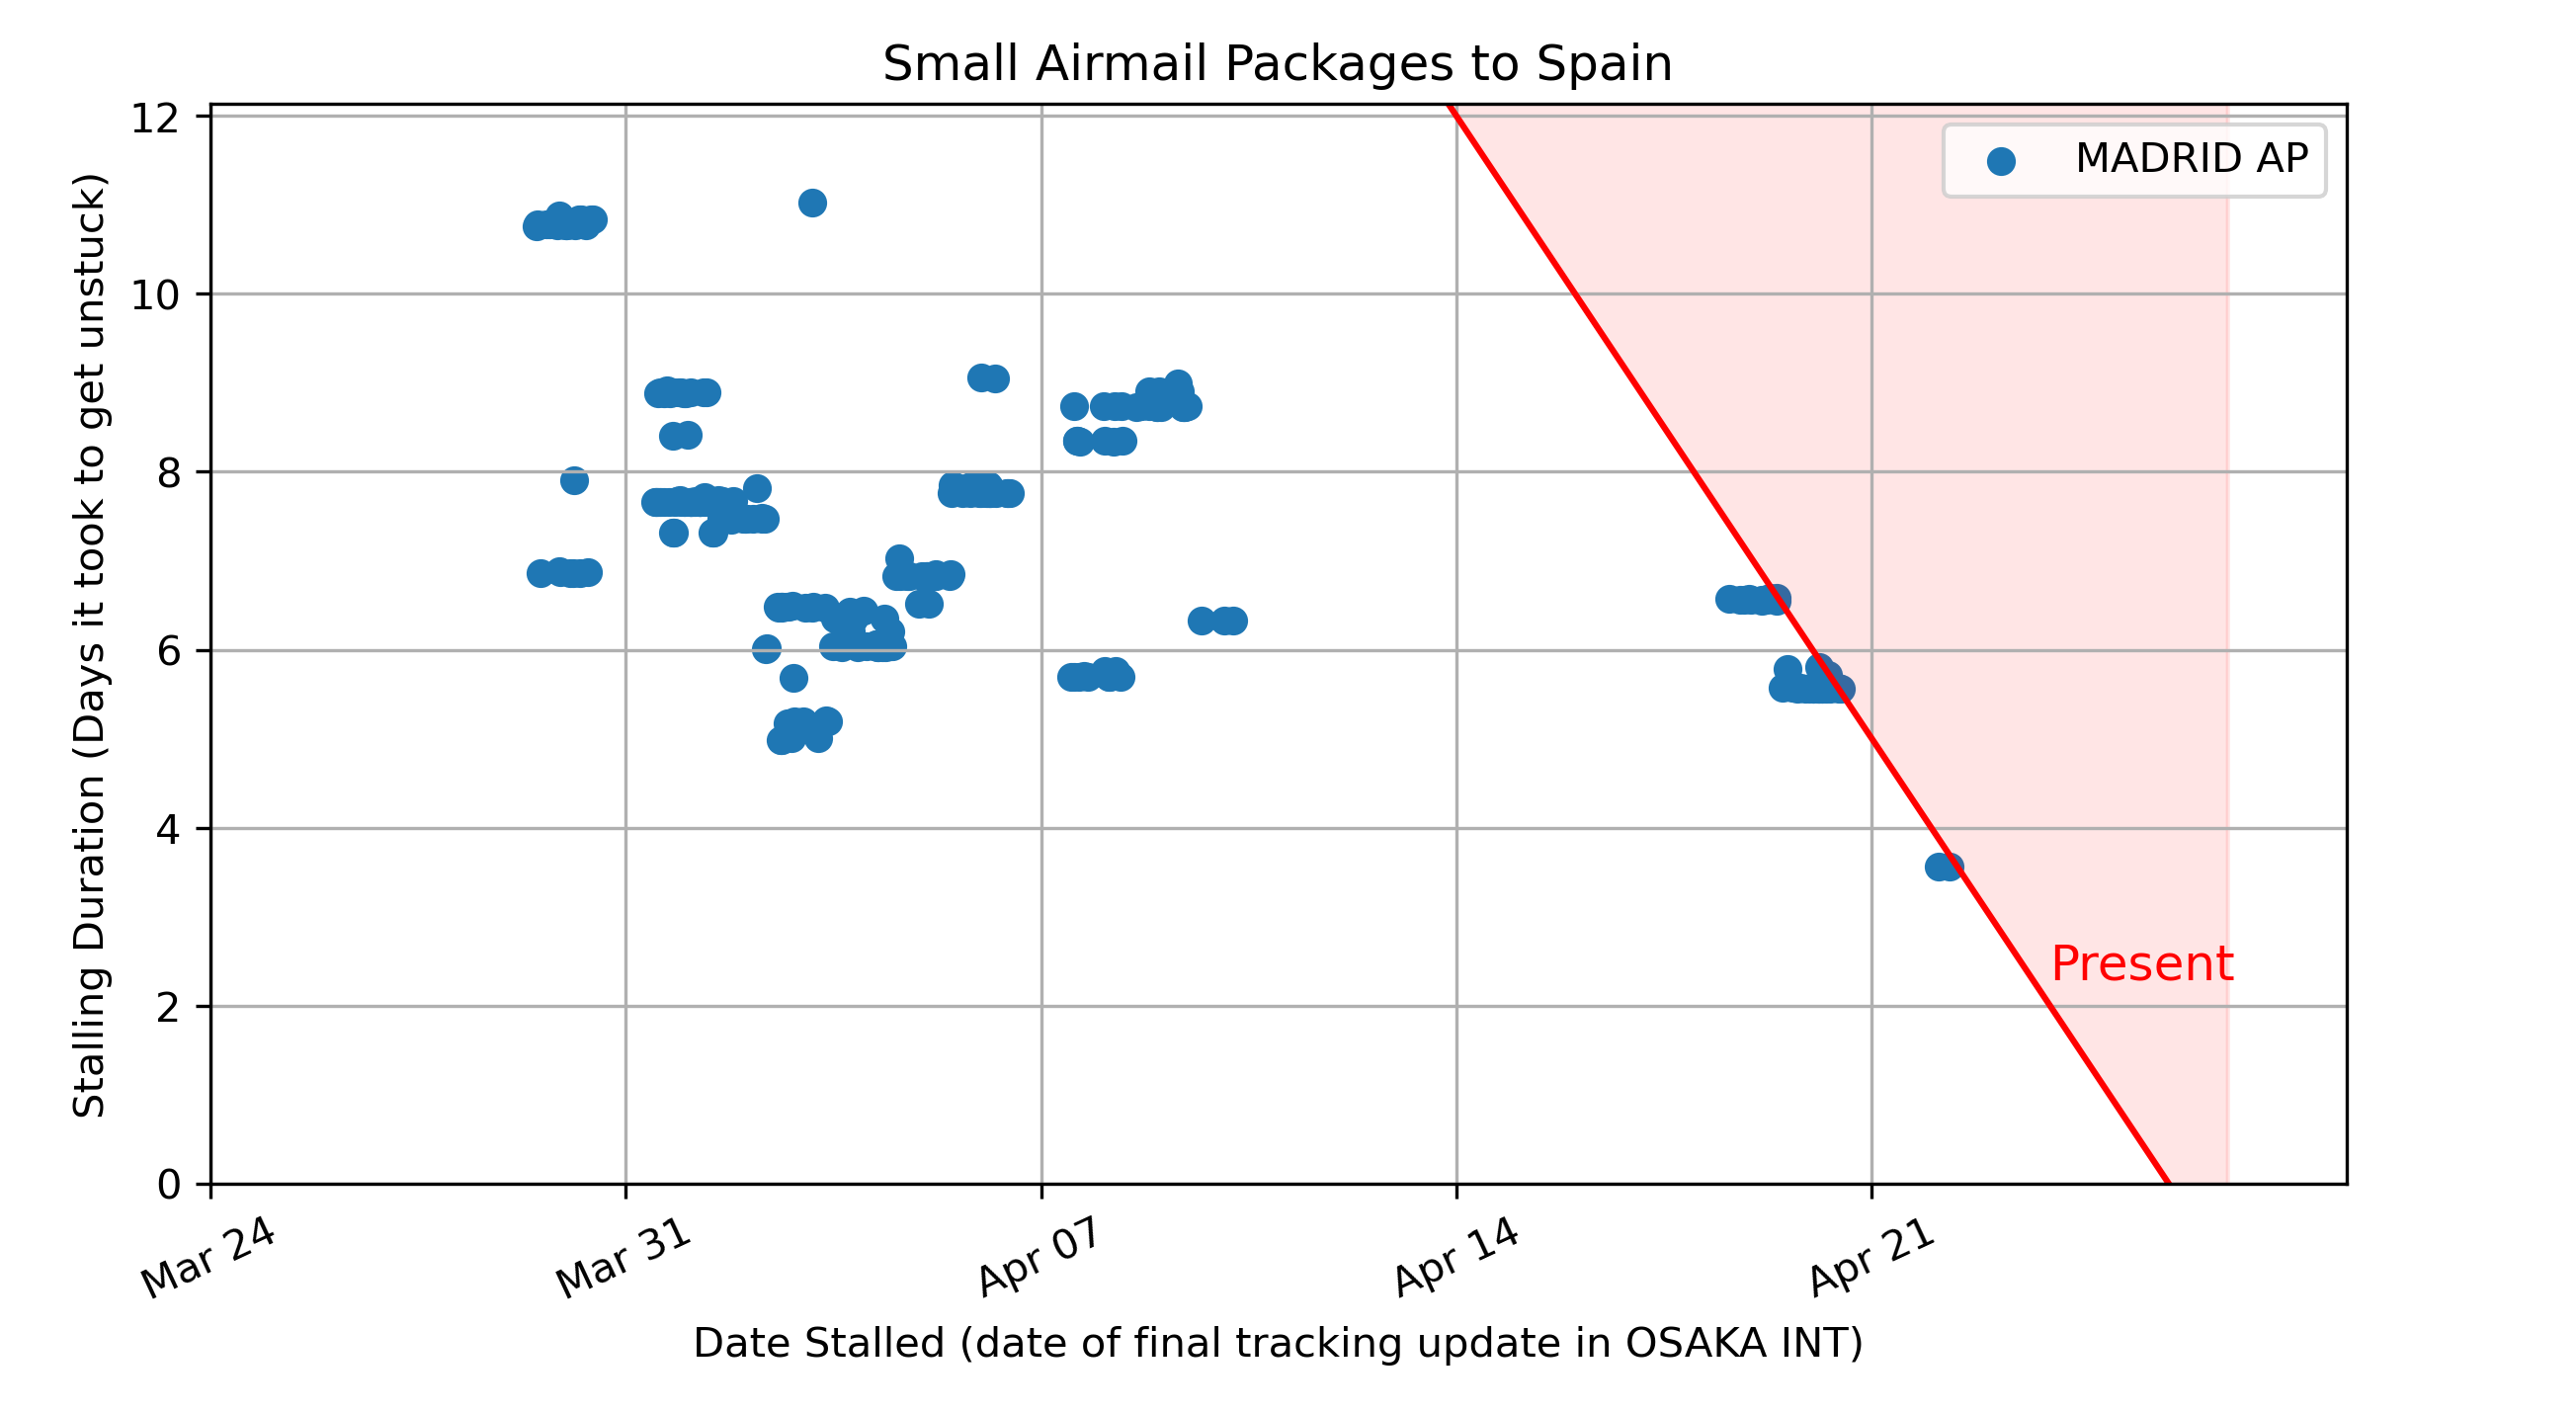 Small Airmail Packages to Spain
12
10
8
6
4
2
0
Stalling Duration (Days it took to get unstuck)
MADRID AP
Present
Mar 24
Mar 31
Apr 07
Apr 14
Apr 21
Date Stalled (date of final tracking update in OSAKA INT)